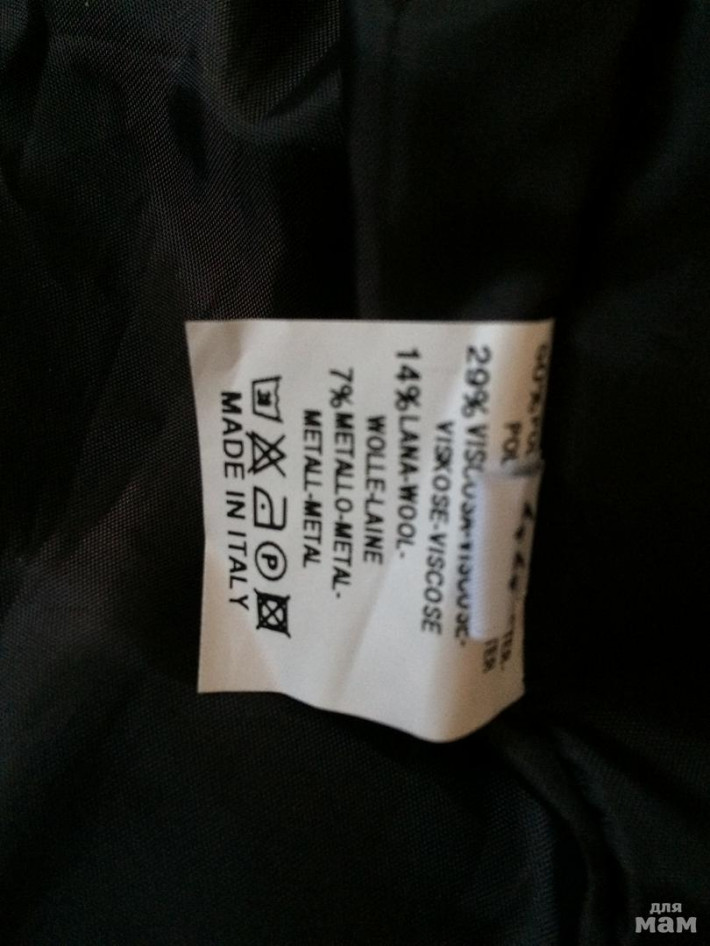 29% VISCOSA-VISCOSE-
VISKOSE-VISCOSE
14% LANA-WOOL-
WOLLE-LAINE
7% METALLO-METAL-
METALL-METAL
30 P
MADE IN ITALY
для
мам